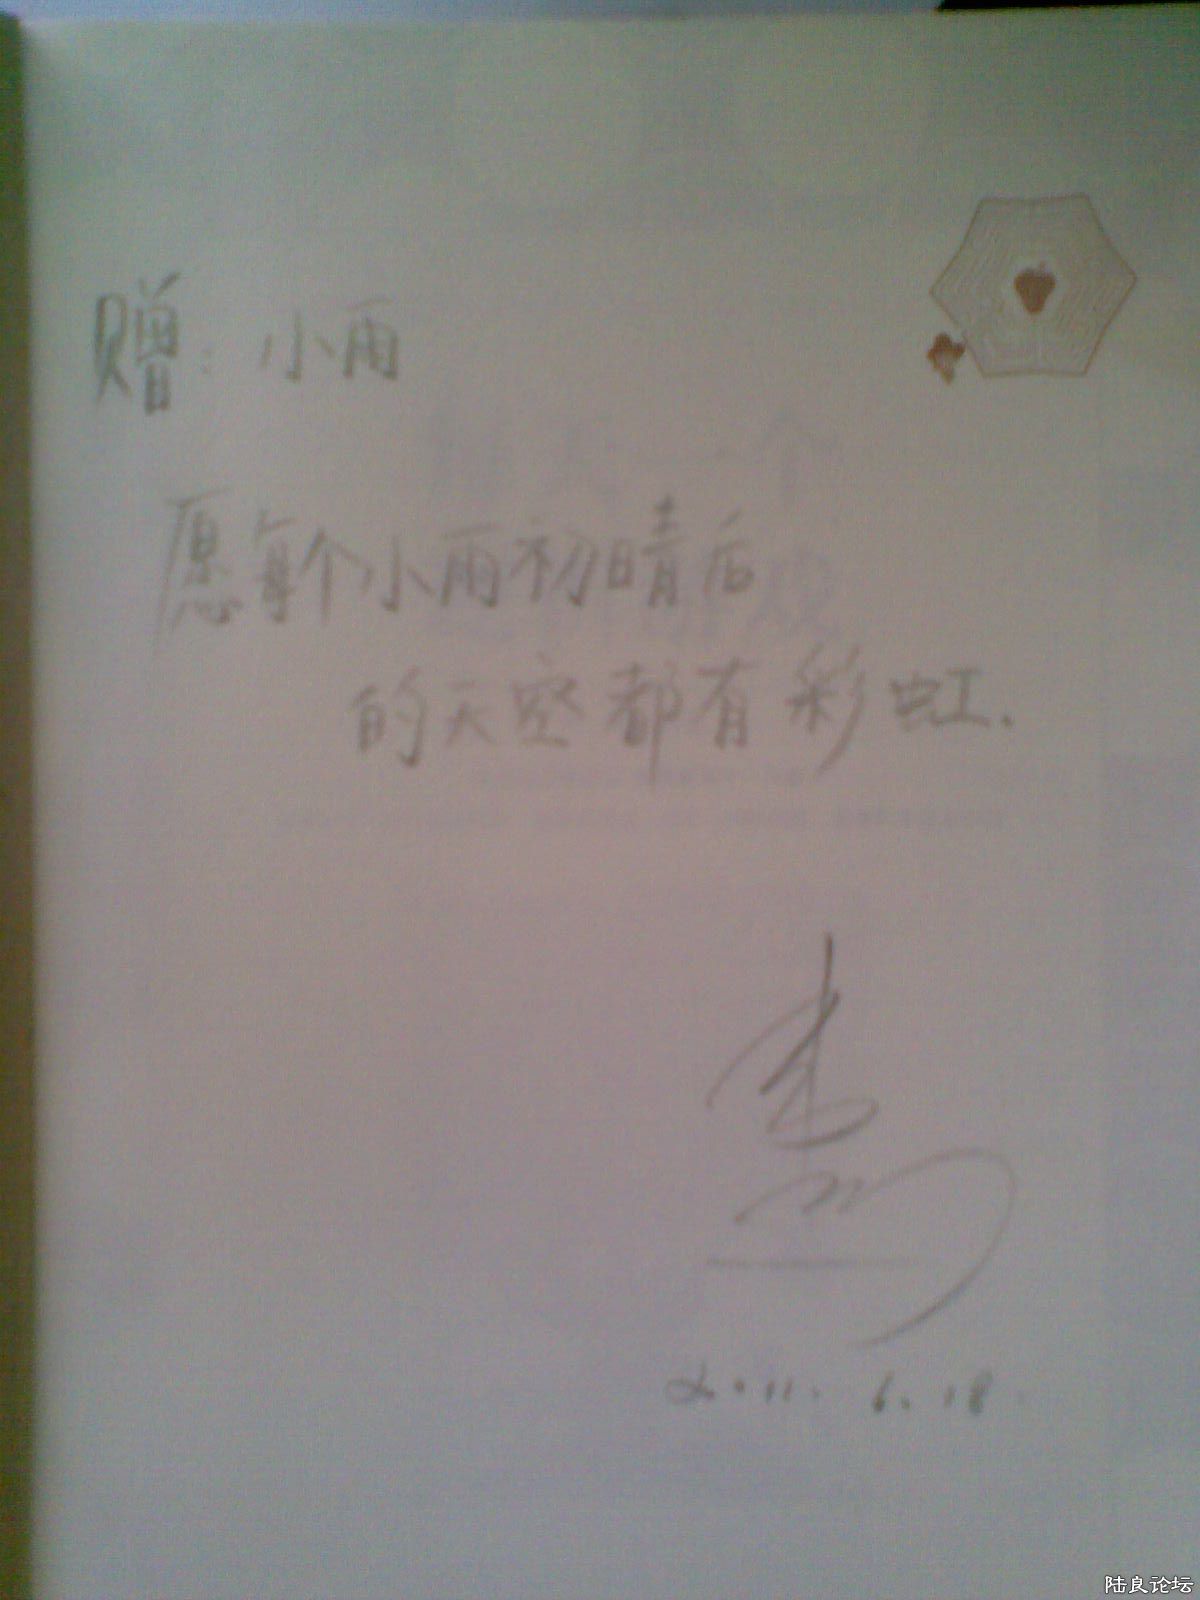 赠：小雨
愿每个小雨初晴后
的天空都有彩虹.
2011. 6. 18.
陆良论坛